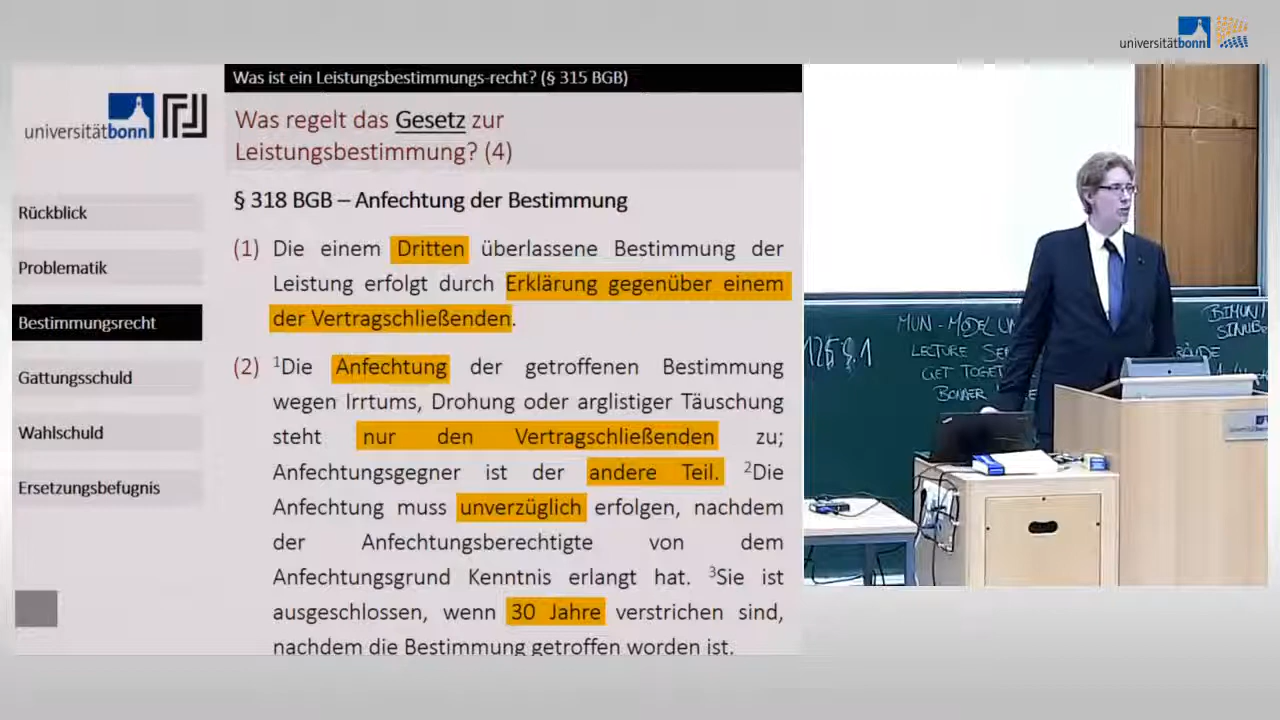 universitätbonn
Was ist ein Leistungsbestimmungs-recht? (§ 315 BGB)
universitätbonn
Was regelt das Gesetz zur
Leistungsbestimmung? (4)
Rückblick
Problematik
Bestimmungsrecht
Gattungsschuld
Wahlschuld
Ersetzungsbefugnis
§ 318 BGB – Anfechtung der Bestimmung
(1) Die einem Dritten überlassene Bestimmung der
Leistung erfolgt durch Erklärung gegenüber einem
der Vertragschließenden.
(2) ¹Die Anfechtung der getroffenen Bestimmung
wegen Irrtums, Drohung oder arglistiger Täuschung
steht nur den Vertragschließenden zu;
Anfechtungsgegner ist der andere Teil. ²Die
Anfechtung muss unverzüglich erfolgen, nachdem
der Anfechtungsberechtigte von dem
Anfechtungsgrund Kenntnis erlangt hat. ³Sie ist
ausgeschlossen, wenn 30 Jahre verstrichen sind,
nachdem die Bestimmung getroffen worden ist.
MUN - MODEL UN
LECTURE SE
GET TOGE
BONNER
BIMUN/
SINUB